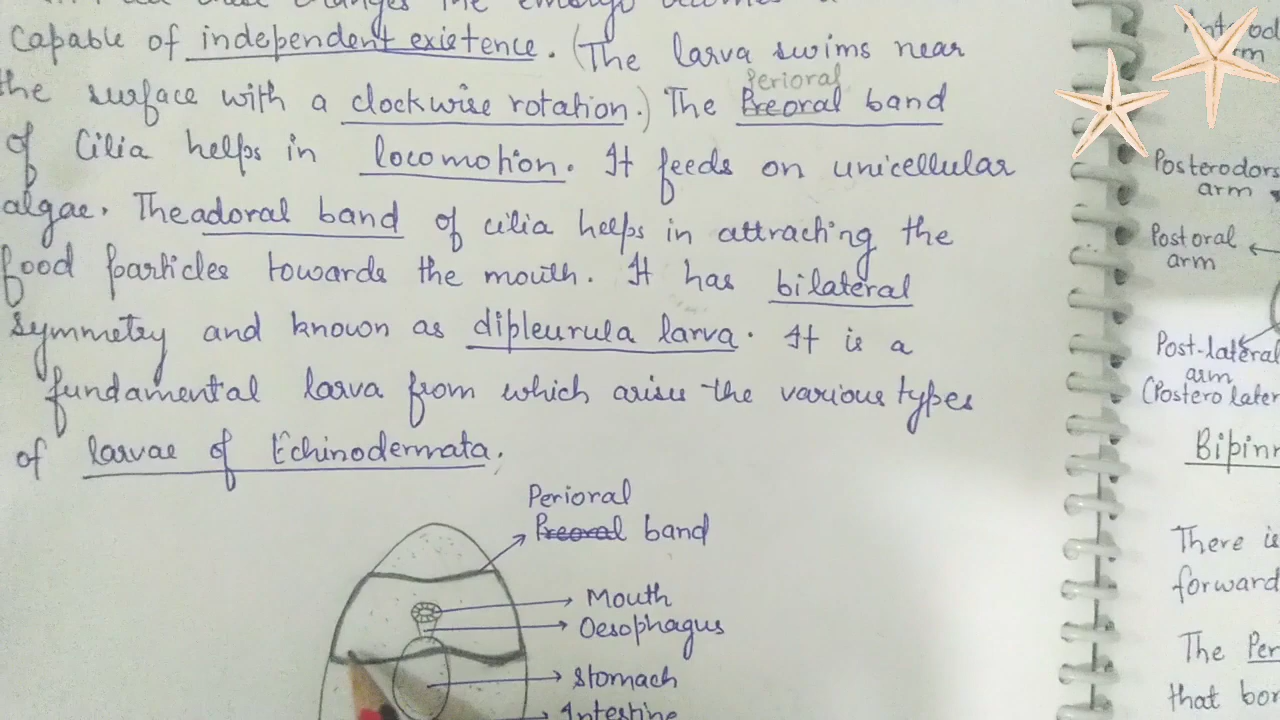 capable of independent existence. (The larva swims near
the surface with a clockwise rotation.) The Perioral Preoral band
of cilia helps in locomotion. It feeds on unicellular
algae. The adoral band of cilia helps in attracting the
food particles towards the mouth. It has bilateral
symmetry and known as dipleurula larva. It is a
fundamental larva from which arises the various types
of larvae of Echinodermata.
Perioral
Preoral band
Mouth
Oesophagus
Stomach
Intestine
Posterodors
arm
Postoral
arm
Post-lateral
arm
(Postero later
Bipinn
There is
forward
The Per
that bor